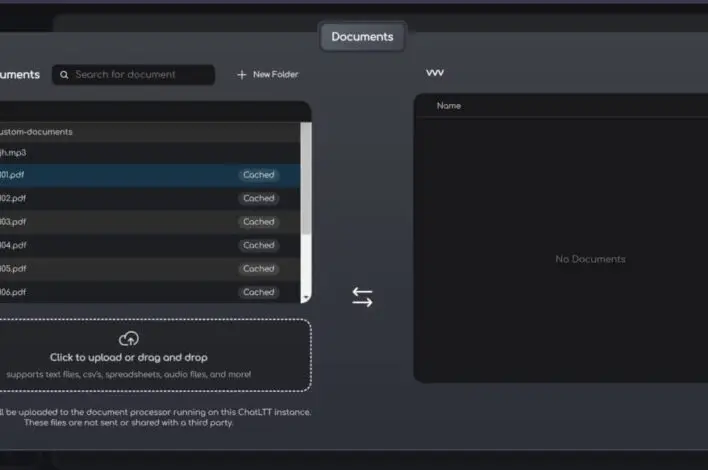 Documents
uments
Search for document
New Folder
vvv
Name
ustom-documents
jh.mp3
01.pdf Cached
02.pdf Cached
03.pdf Cached
04.pdf Cached
05.pdf Cached
06.pdf Cached
No Documents
Click to upload or drag and drop
supports text files, csv's, spreadsheets, audio files, and more!
ll be uploaded to the document processor running on this ChatLTT instance.
These files are not sent or shared with a third party.